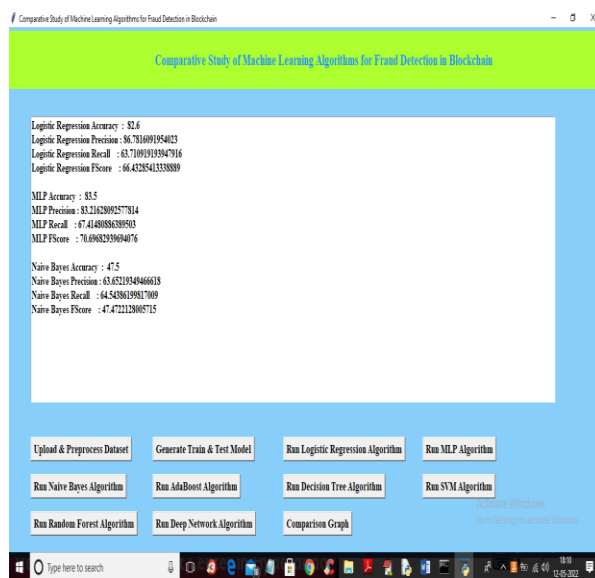 Comparative Study of Machine Learning Algorithms for Fraud Detection in Blockchain
Comparative Study of Machine Learning Algorithms for Fraud Detection in Blockchain
Logistic Regression Accuracy : 82.6
Logistic Regression Precision : 86.7816091954023
Logistic Regression Recall : 63.710919193947916
Logistic Regression FScore : 66.43285413338889
MLP Accuracy : 83.5
MLP Precision : 83.21628092577814
MLP Recall : 67.41480886389503
MLP FScore : 70.69682939694076
Naive Bayes Accuracy : 47.5
Naive Bayes Precision : 63.65219349466618
Naive Bayes Recall : 64.54386199817009
Naive Bayes FScore : 47.4722128005715
Upload & Preprocess Dataset Generate Train & Test Model Run Logistic Regression Algorithm Run MLP Algorithm
Run Naive Bayes Algorithm Run AdaBoost Algorithm Run Decision Tree Algorithm Run SVM Algorithm
Activate Windows
Go to Settings to activate Windows.
Run Random Forest Algorithm Run Deep Network Algorithm Comparison Graph
Type here to search
18:10
12-05-2022